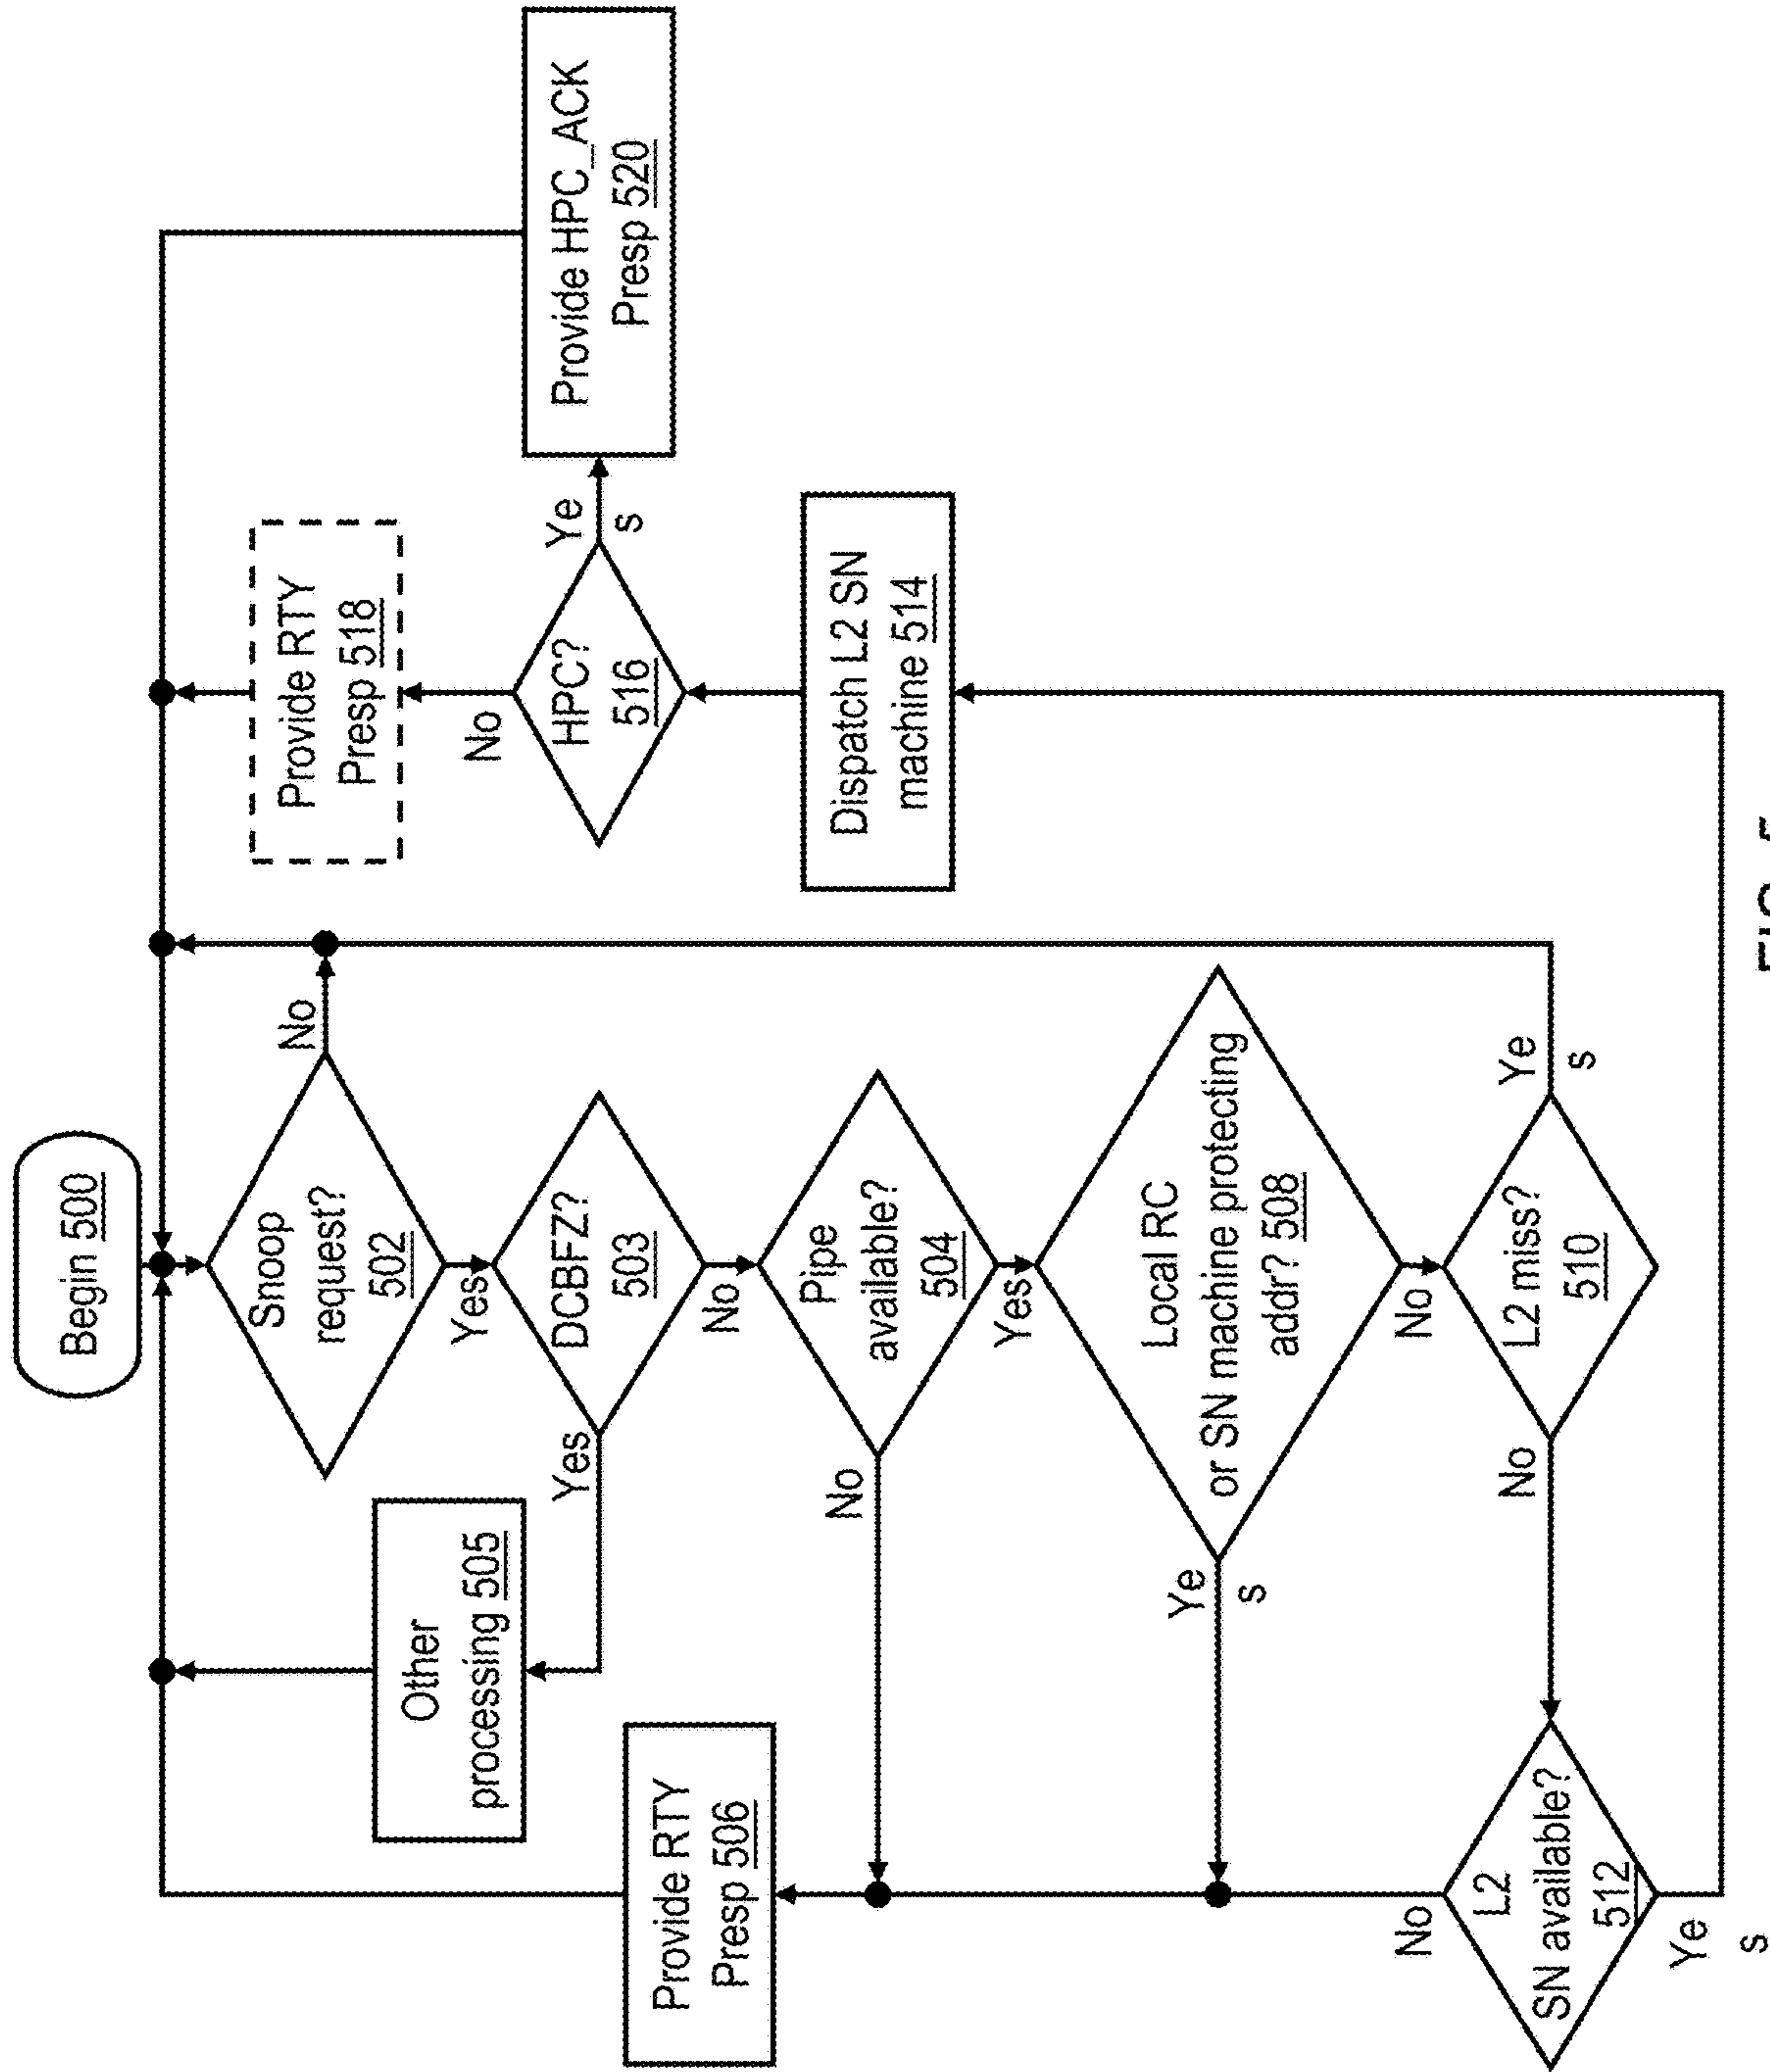 Begin 500
Snoop
request?
502
No
Yes
DCBFZ?
503
Yes
Other
processing 505
No
Pipe
available?
504
No
Provide RTY
Presp 506
Yes
Local RC
or SN machine protecting
addr? 508
Ye
s
No
L2 miss?
510
Ye
s
No
L2
SN available?
512
No
Ye
s
Dispatch L2 SN
machine 514
HPC?
516
No
Provide RTY
Presp 518
Ye
s
Provide HPC_ACK
Presp 520